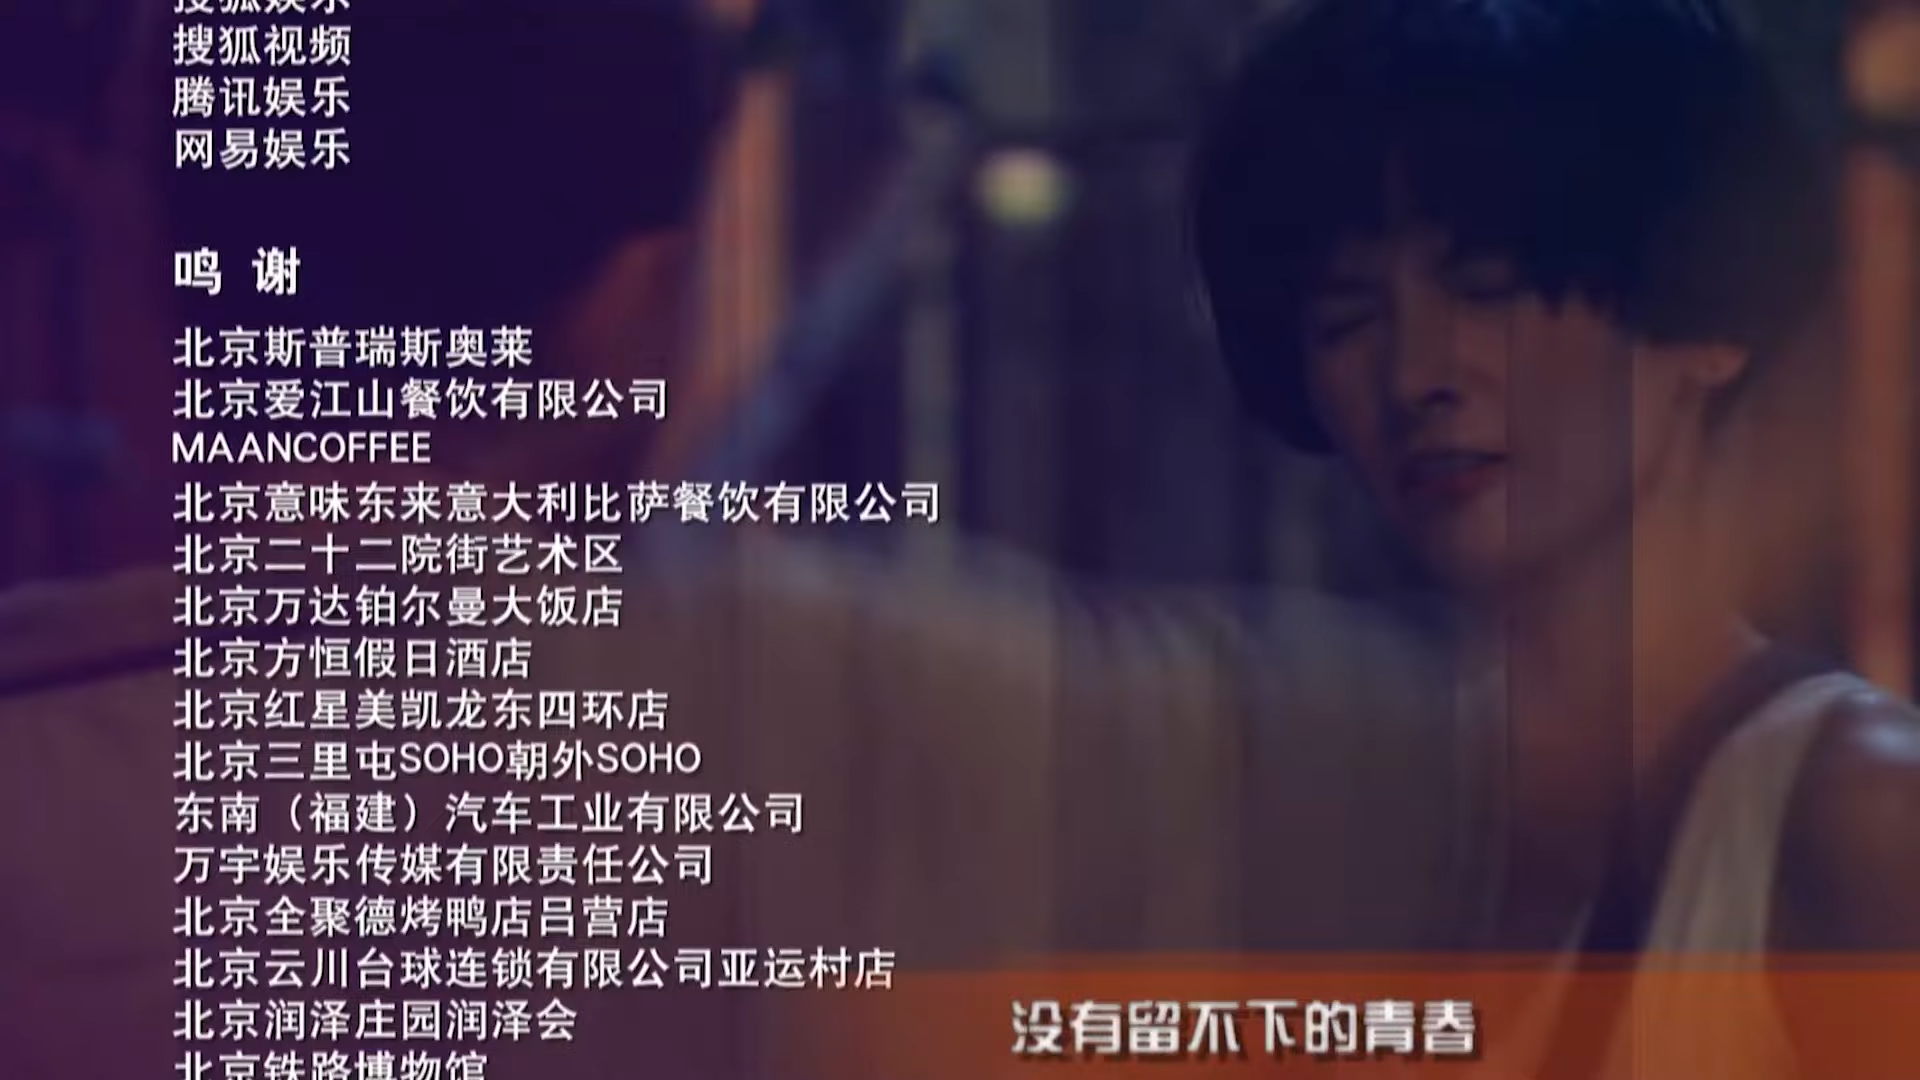 搜狐娱乐
搜狐视频
腾讯娱乐
网易娱乐
鸣 谢
北京斯普瑞斯奥莱
北京爱江山餐饮有限公司
MAANCOFFEE
北京意味东来意大利比萨餐饮有限公司
北京二十二院街艺术区
北京万达铂尔曼大饭店
北京方恒假日酒店
北京红星美凯龙东四环店
北京三里屯SOHO朝外SOHO
东南（福建）汽车工业有限公司
万宇娱乐传媒有限责任公司
北京全聚德烤鸭店吕营店
北京云川台球连锁有限公司亚运村店
北京润泽庄园润泽会
北京铁路博物馆
没有留不下的青春